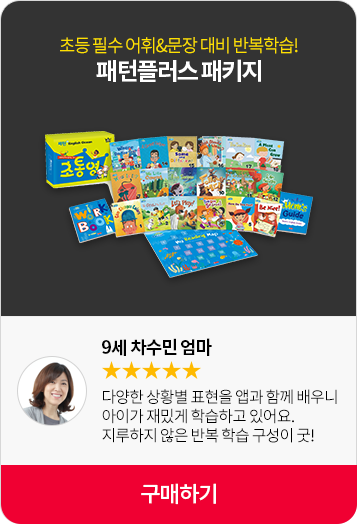 초등 필수 어휘&문장 대비 반복학습!
패턴플러스 패키지
초통영
WORK
BOOK
Mom's
Guide
My Reading Map!
Be Nice!
9세 차수민 엄마
★★★★★
다양한 상황별 표현을 앱과 함께 배우니
아이가 재밌게 학습하고 있어요.
지루하지 않은 반복 학습 구성이 굿!
구매하기